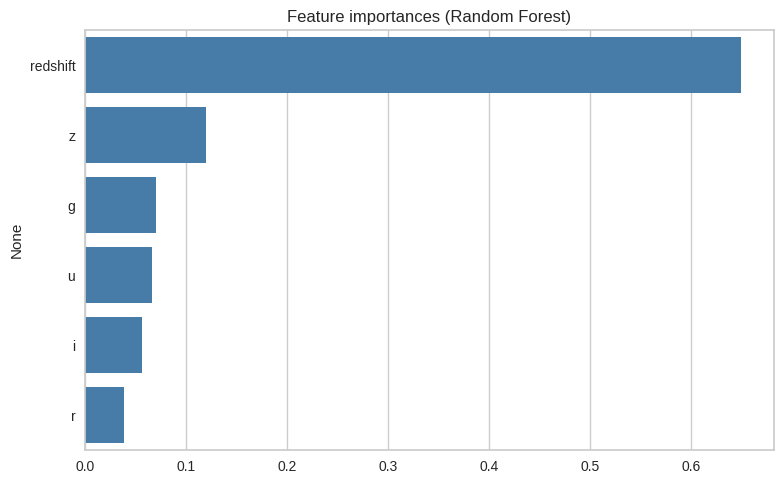 Feature importances (Random Forest)
redshift
z
g
u
i
r
None
0.0 0.1 0.2 0.3 0.4 0.5 0.6